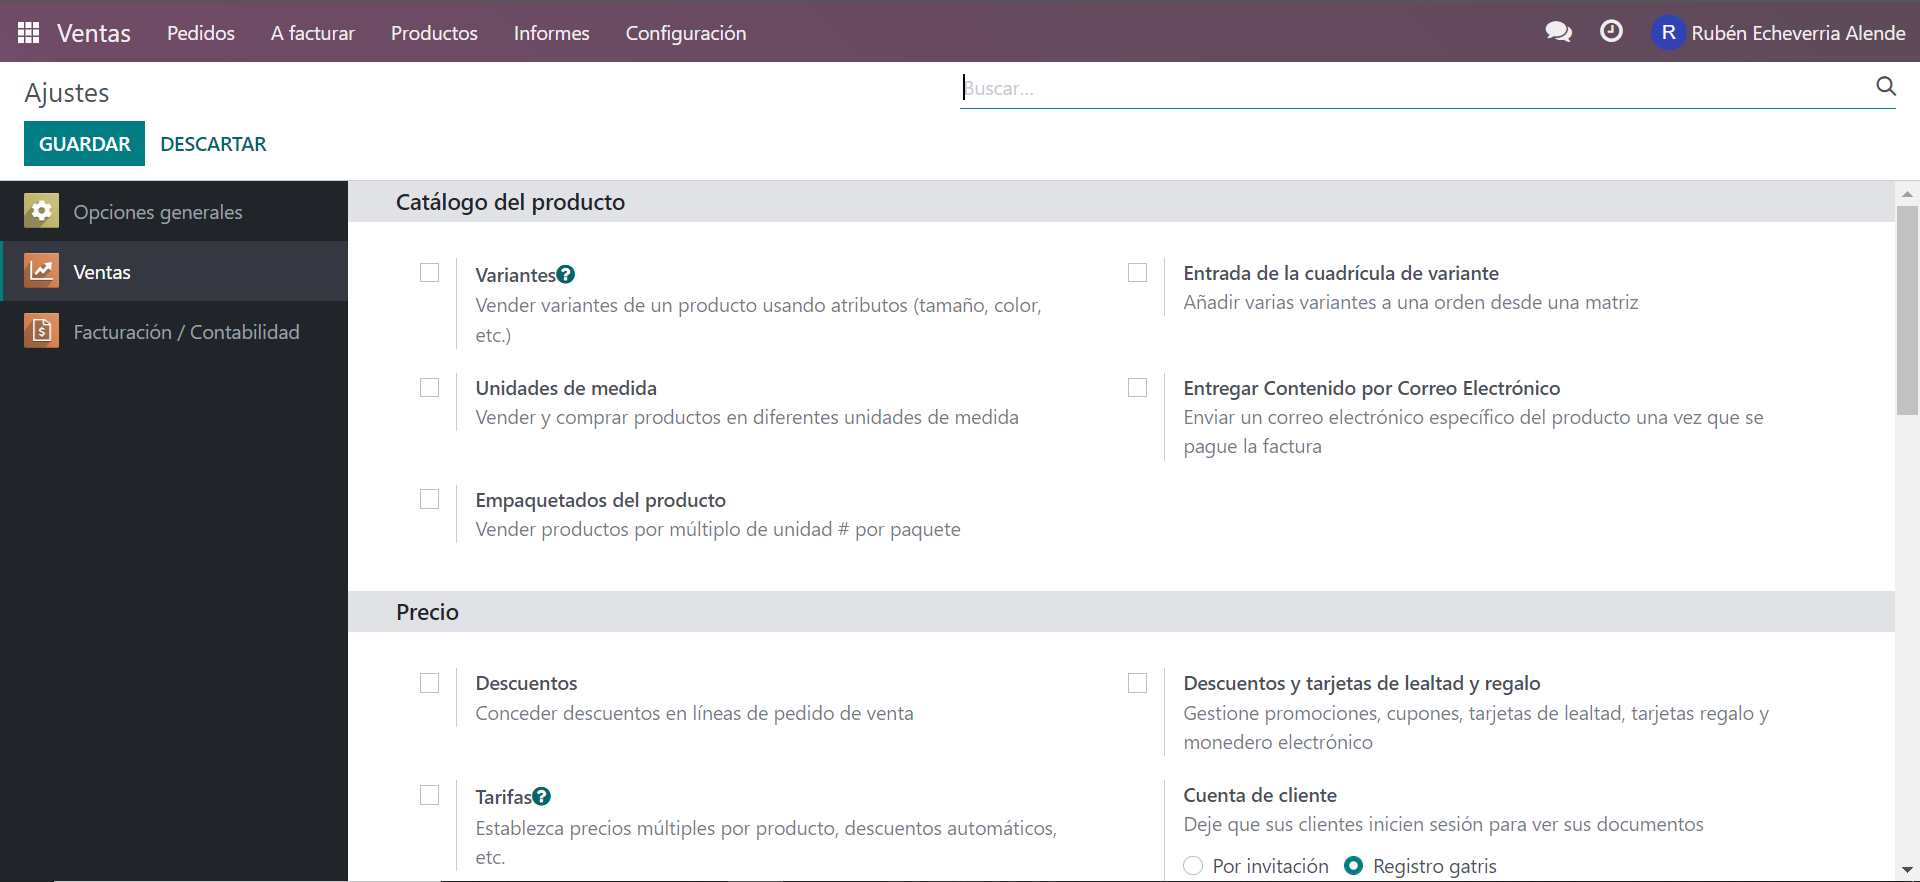 Ventas Pedidos A facturar Productos Informes Configuración R Rubén Echeverria Alende
Ajustes
Buscar...
GUARDAR DESCARTAR
Opciones generales
Ventas
Facturación / Contabilidad
Catálogo del producto
Variantes
Vender variantes de un producto usando atributos (tamaño, color,
etc.)
Entrada de la cuadrícula de variante
Añadir varias variantes a una orden desde una matriz
Unidades de medida
Vender y comprar productos en diferentes unidades de medida
Entregar Contenido por Correo Electrónico
Enviar un correo electrónico específico del producto una vez que se
pague la factura
Empaquetados del producto
Vender productos por múltiplo de unidad # por paquete
Precio
Descuentos
Conceder descuentos en líneas de pedido de venta
Descuentos y tarjetas de lealtad y regalo
Gestione promociones, cupones, tarjetas de lealtad, tarjetas regalo y
monedero electrónico
Tarifas
Establezca precios múltiples por producto, descuentos automáticos,
etc.
Cuenta de cliente
Deje que sus clientes inicien sesión para ver sus documentos
Por invitación Registro gatris